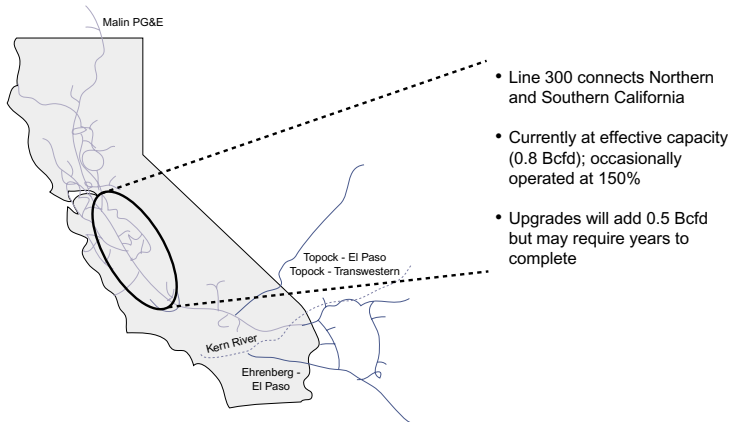 Malin PG&E
• Line 300 connects Northern
and Southern California
• Currently at effective capacity
(0.8 Bcfd); occasionally
operated at 150%
• Upgrades will add 0.5 Bcfd
but may require years to
complete
Topock - El Paso
Topock - Transwestern
Kern River
Ehrenberg -
El Paso